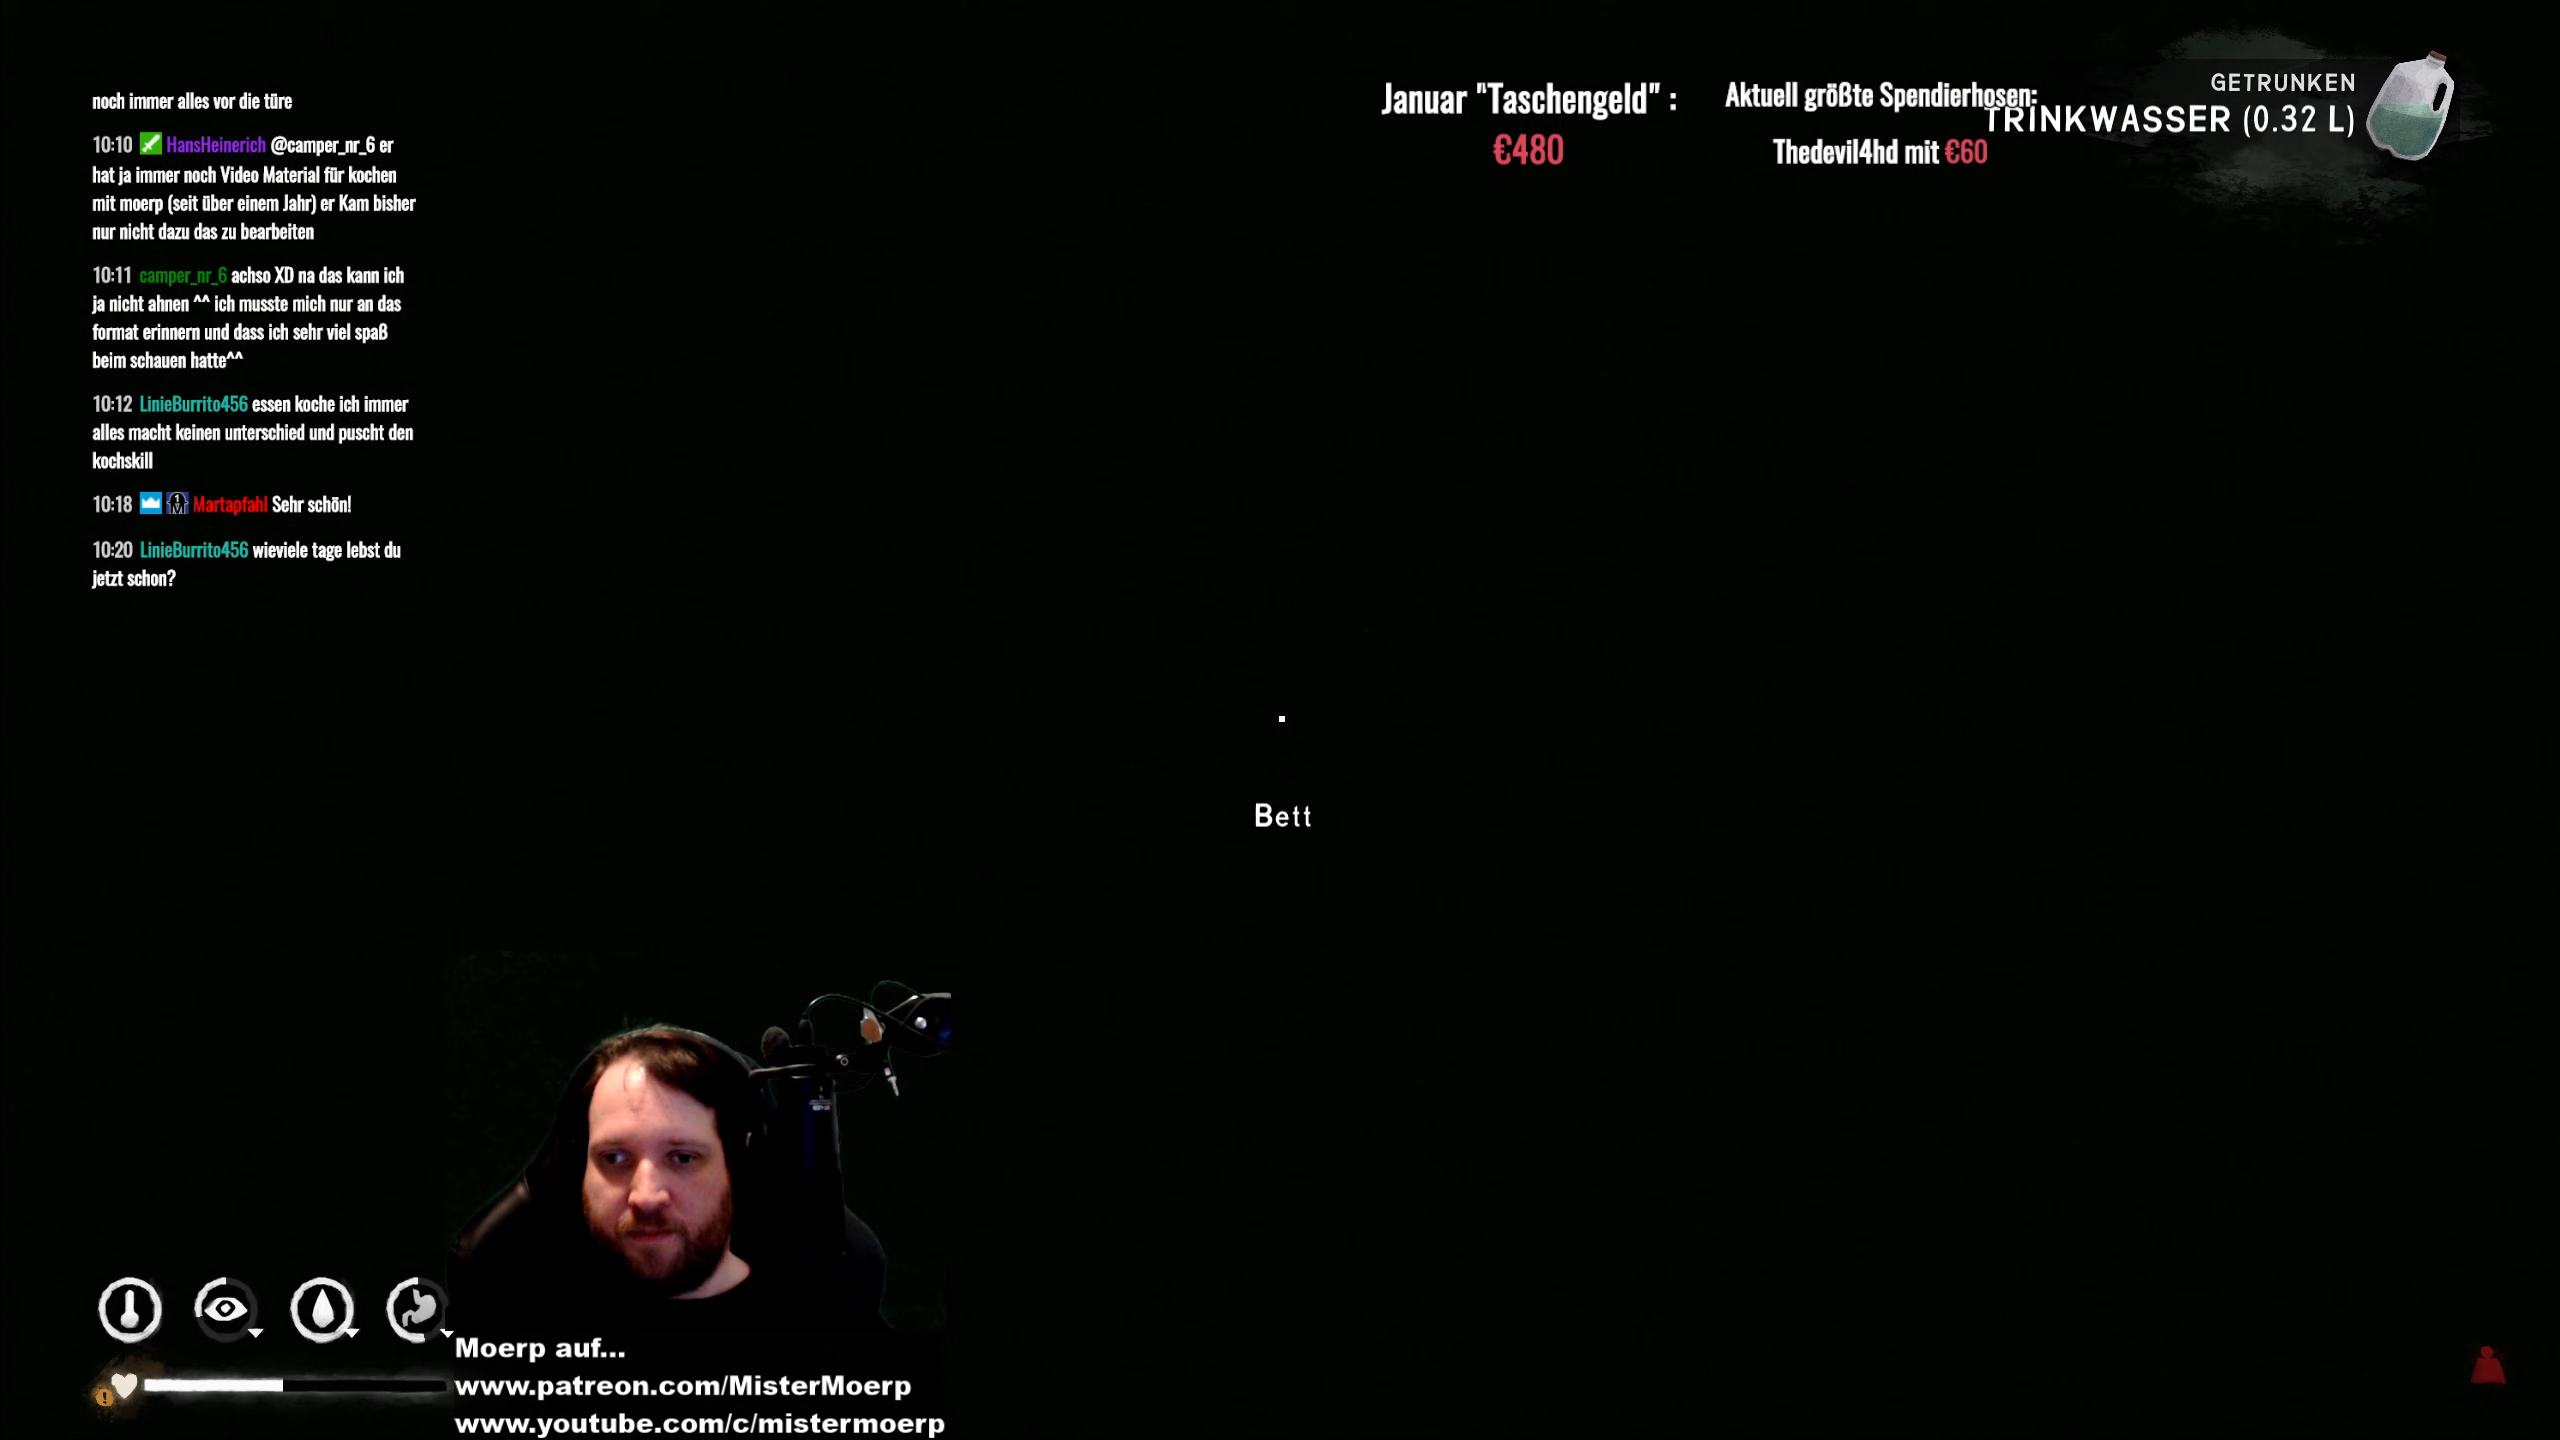 noch immer alles vor die türe
10:10 HansHeinerich @camper_nr_6 er
hat ja immer noch Video Material für kochen
mit moerp (seit über einem Jahr) er Kam bisher
nur nicht dazu das zu bearbeiten
10:11 camper_nr_6 achso XD na das kann ich
ja nicht ahnen ^^ ich musste mich nur an das
format erinnern und dass ich sehr viel spaß
beim schauen hatte^^
10:12 LinieBurrito456 essen koche ich immer
alles macht keinen unterschied und puscht den
kochskill
10:18 Martapfahl Sehr schön!
10:20 LinieBurrito456 wieviele tage lebst du
jetzt schon?
Januar "Taschengeld" :
€480
Aktuell größte Spendierhosen:
Thedevil4hd mit €60
GETRUNKEN
TRINKWASSER (0.32 L)
Bett
Moerp auf...
www.patreon.com/MisterMoerp
www.youtube.com/c/mistermoerp